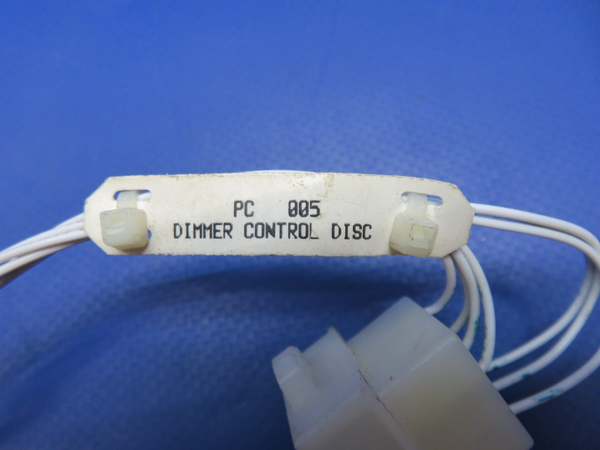 PC 005
DIMMER CONTROL DISC